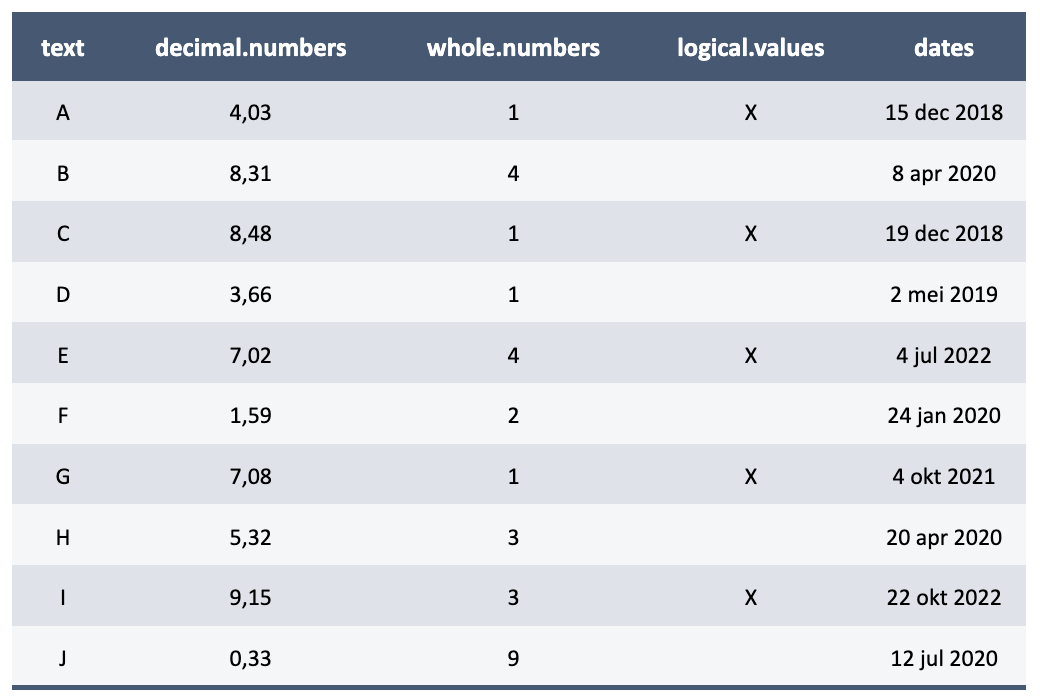 text decimal.numbers whole.numbers logical.values dates
A 4,03 1 X 15 dec 2018
B 8,31 4 8 apr 2020
C 8,48 1 X 19 dec 2018
D 3,66 1 2 mei 2019
E 7,02 4 X 4 jul 2022
F 1,59 2 24 jan 2020
G 7,08 1 X 4 okt 2021
H 5,32 3 20 apr 2020
I 9,15 3 X 22 okt 2022
J 0,33 9 12 jul 2020